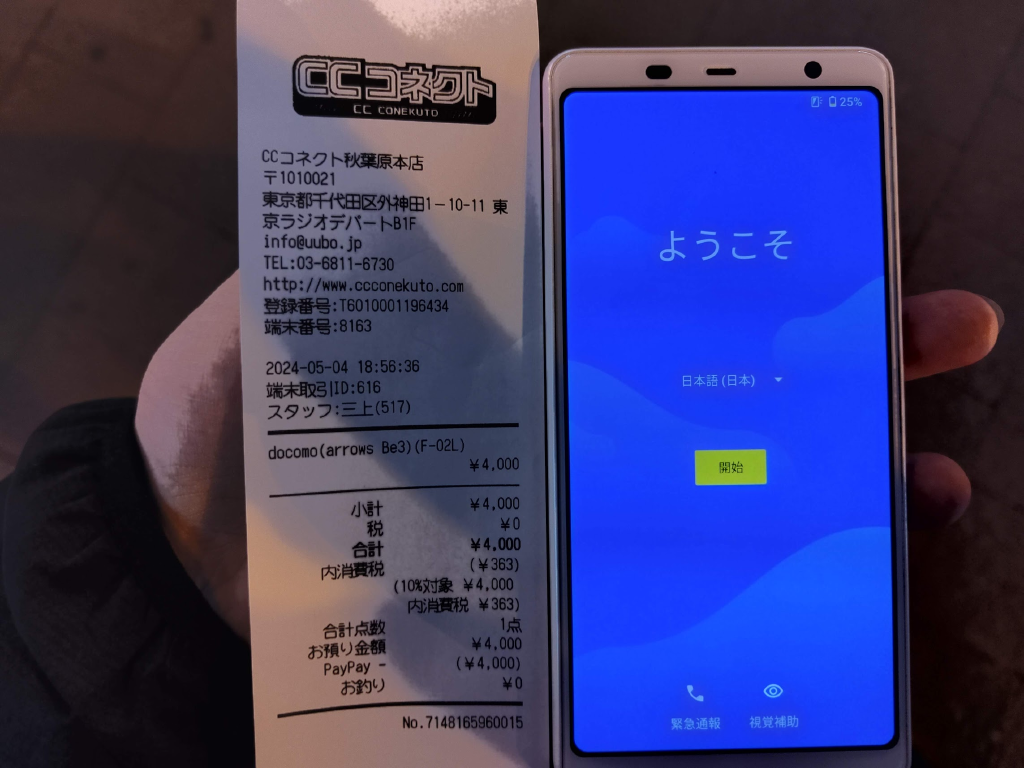 CCコネクト
CC CONEKUTO
CCコネクト秋葉原本店
〒1010021
東京都千代田区外神田1-10-11 東
京ラジオデパートB1F
info@uubo.jp
TEL:03-6811-6730
http://www.ccconekuto.com
登録番号:T6010001196434
端末番号:8163
2024-05-04 18:56:36
端末取引ID:616
スタッフ:三上(517)
docomo(arrows Be3)(F-02L)
¥4,000
小計 ¥4,000
税 ¥0
合計 ¥4,000
内消費税 (¥363)
(10%対象 ¥4,000
内消費税 ¥363)
合計点数 1点
お預り金額 ¥4,000
PayPay - (¥4,000)
お釣り ¥0
No.7148165960015
25%
ようこそ
日本語 (日本)
開始
緊急通報 視覚補助